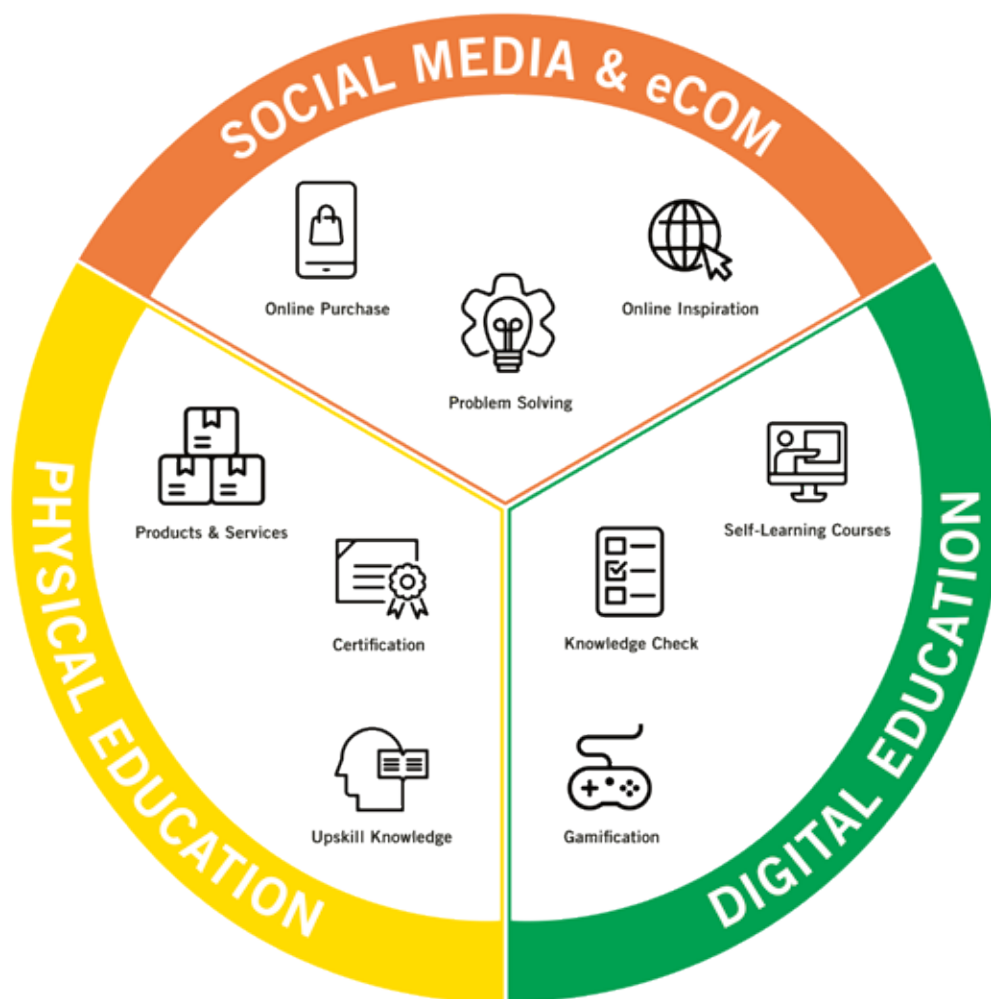 SOCIAL MEDIA & eCOM
Online Purchase
Online Inspiration
Problem Solving
PHYSICAL EDUCATION
Products & Services
Certification
Upskill Knowledge
DIGITAL EDUCATION
Self-Learning Courses
Knowledge Check
Gamification